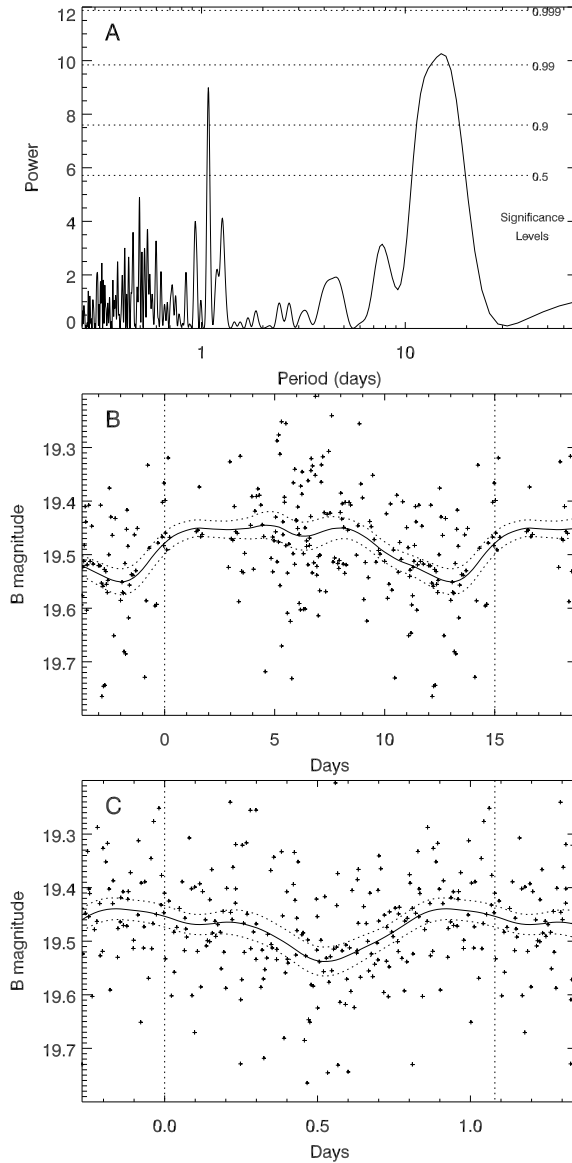 A
12
10
8
6
4
2
0
Power
0.999
0.99
0.9
0.5
Significance
Levels
1
10
Period (days)
B
19.3
19.4
19.5
19.6
19.7
B magnitude
0
5
10
15
Days
C
19.3
19.4
19.5
19.6
19.7
B magnitude
0.0
0.5
1.0
Days